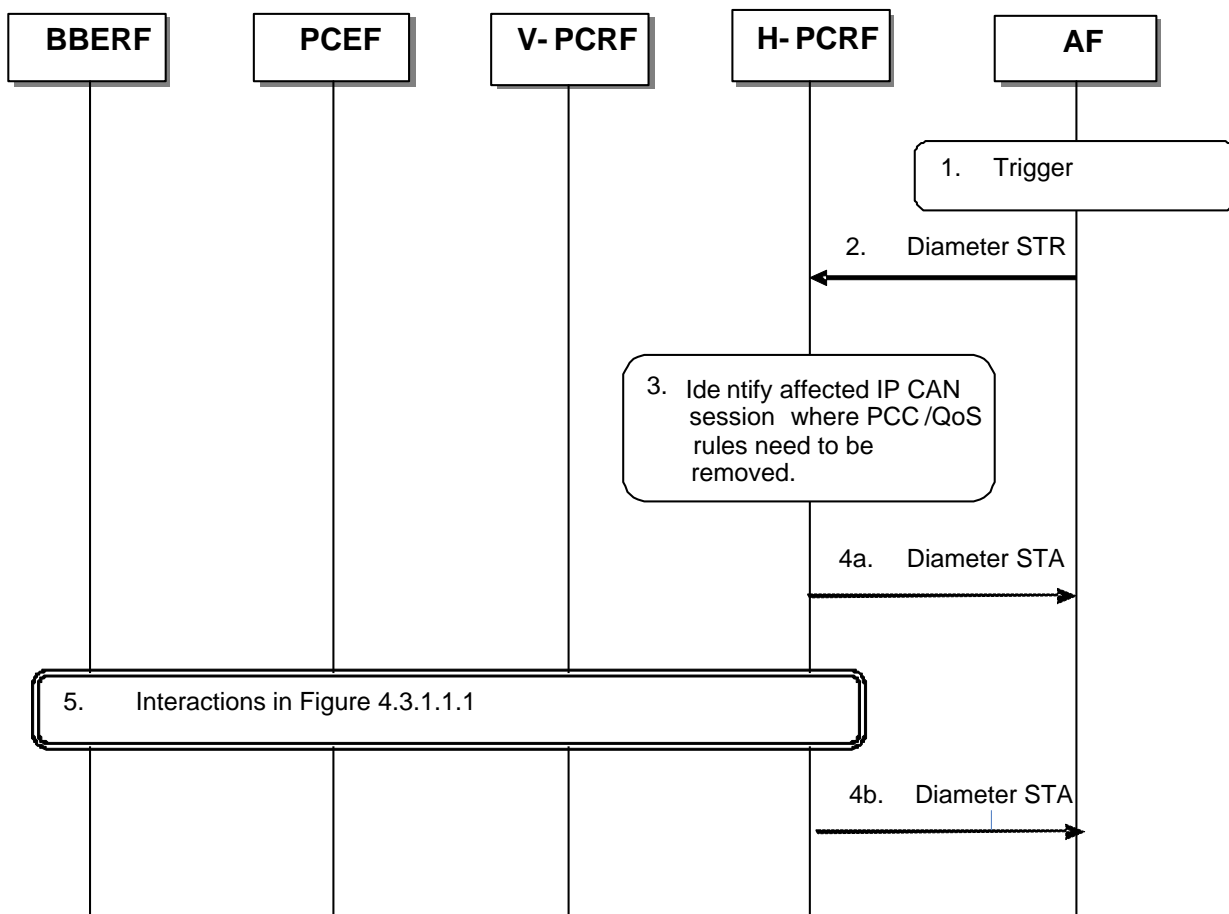 BBERF
PCEF
V- PCRF
H- PCRF
AF
1. Trigger
2. Diameter STR
3. Ide ntify affected IP CAN
session where PCC /QoS
rules need to be
removed.
4a. Diameter STA
5. Interactions in Figure 4.3.1.1.1
4b. Diameter STA